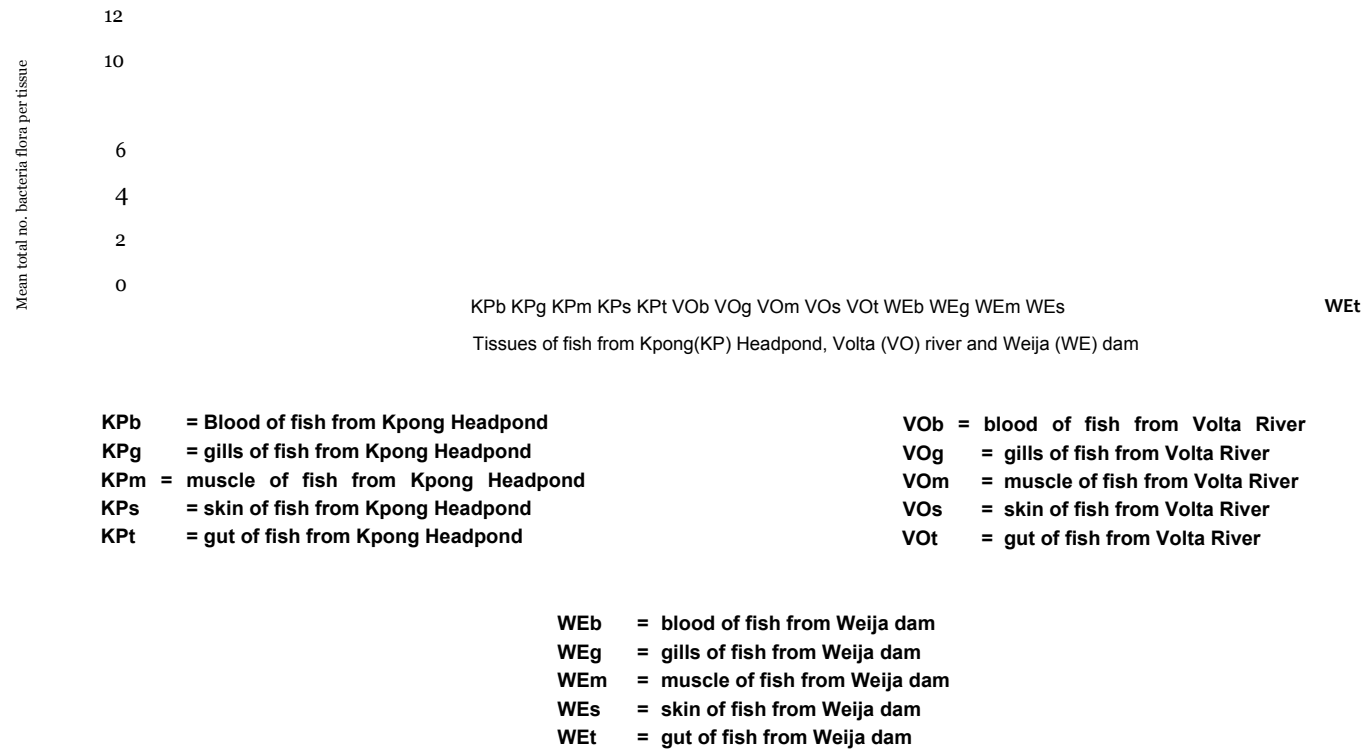 12
10
6
4
2
0
Mean total no. bacteria flora per tissue
KPb KPg KPm KPs KPt VOb VOg VOm VOs VOt WEb WEg WEm WEs WEt
Tissues of fish from Kpong(KP) Headpond, Volta (VO) river and Weija (WE) dam
KPb = Blood of fish from Kpong Headpond
KPg = gills of fish from Kpong Headpond
KPm = muscle of fish from Kpong Headpond
KPs = skin of fish from Kpong Headpond
KPt = gut of fish from Kpong Headpond
VOb = blood of fish from Volta River
VOg = gills of fish from Volta River
VOm = muscle of fish from Volta River
VOs = skin of fish from Volta River
VOt = gut of fish from Volta River
WEb = blood of fish from Weija dam
WEg = gills of fish from Weija dam
WEm = muscle of fish from Weija dam
WEs = skin of fish from Weija dam
WEt = gut of fish from Weija dam